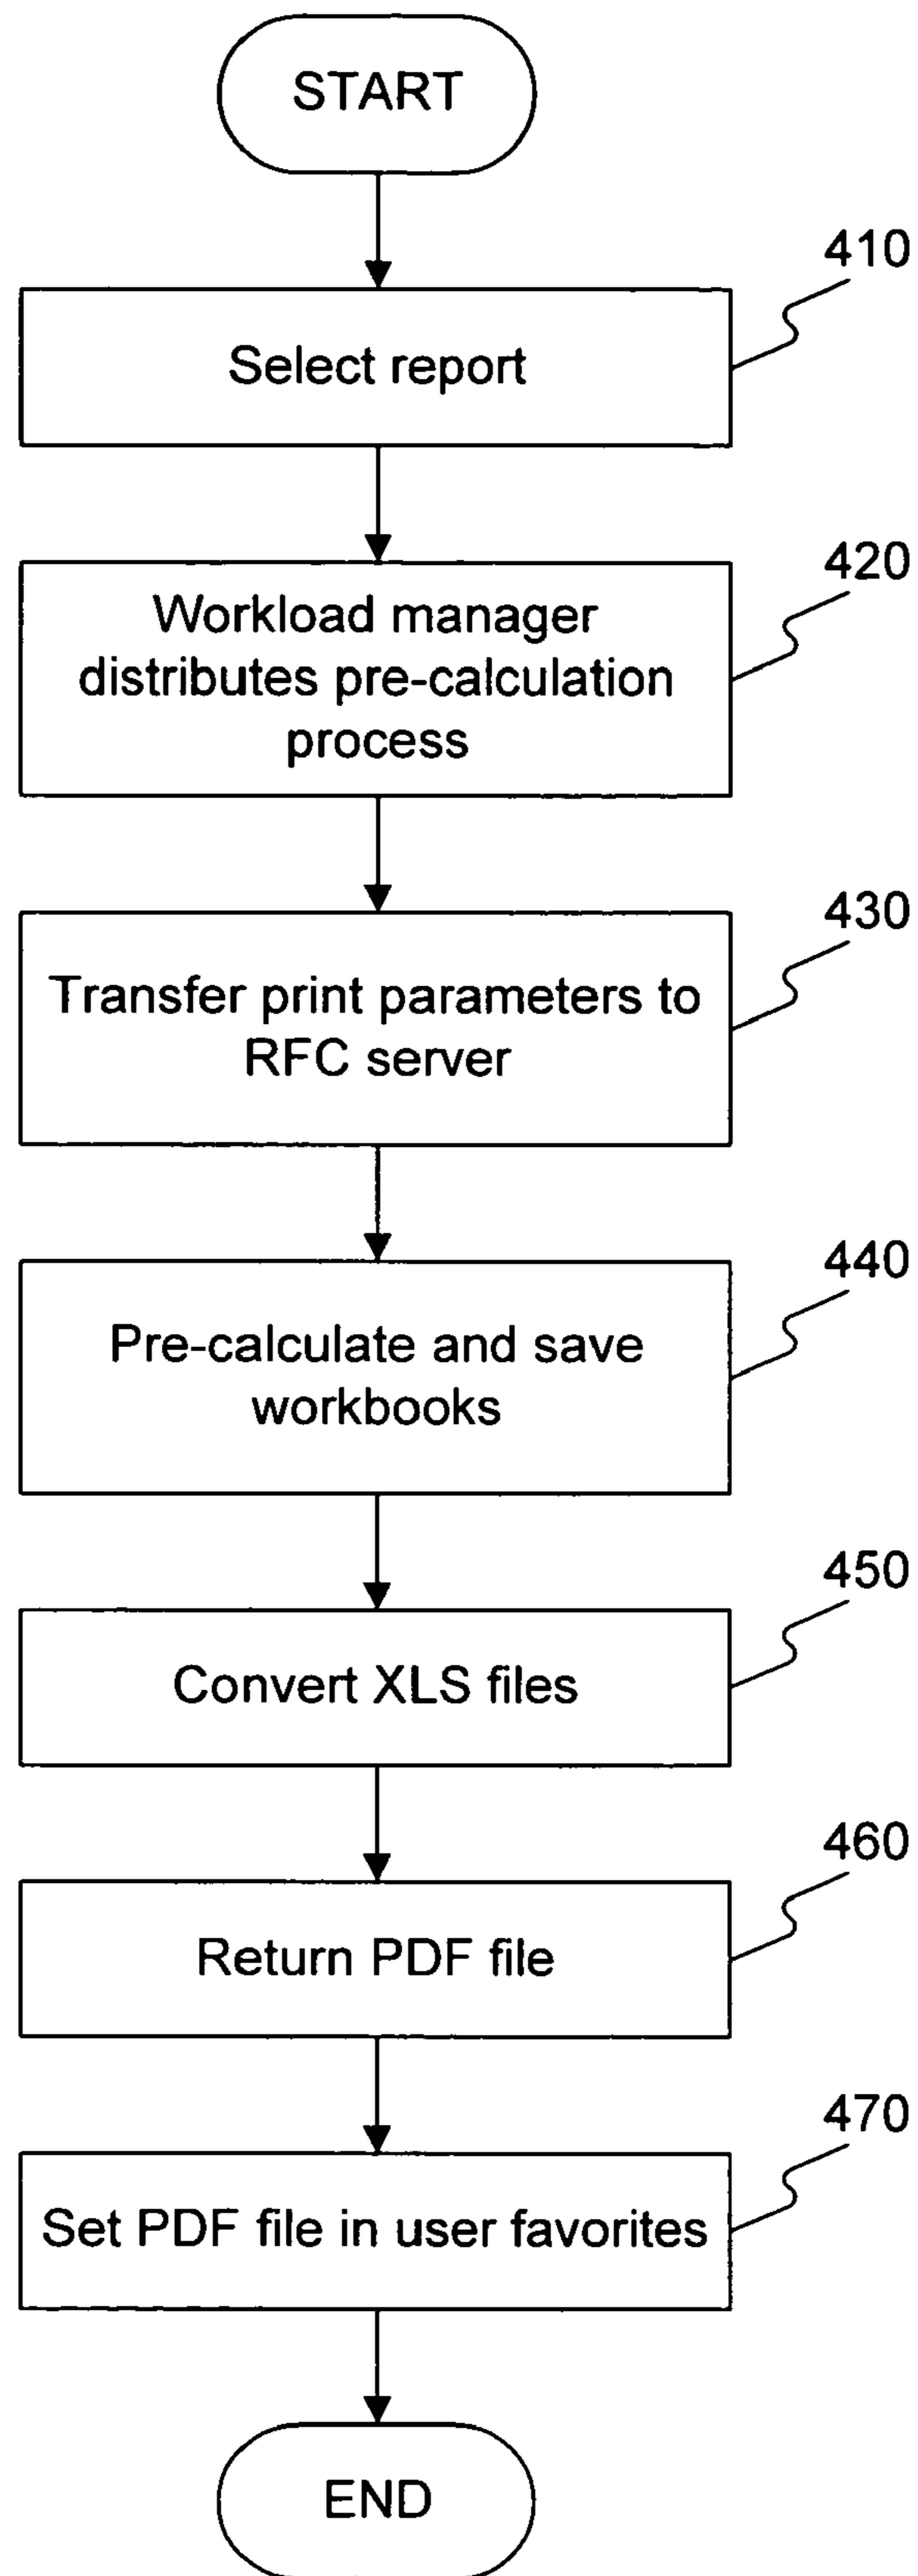 START
410
Select report
420
Workload manager
distributes pre-calculation
process
430
Transfer print parameters to
RFC server
440
Pre-calculate and save
workbooks
450
Convert XLS files
460
Return PDF file
470
Set PDF file in user favorites
END